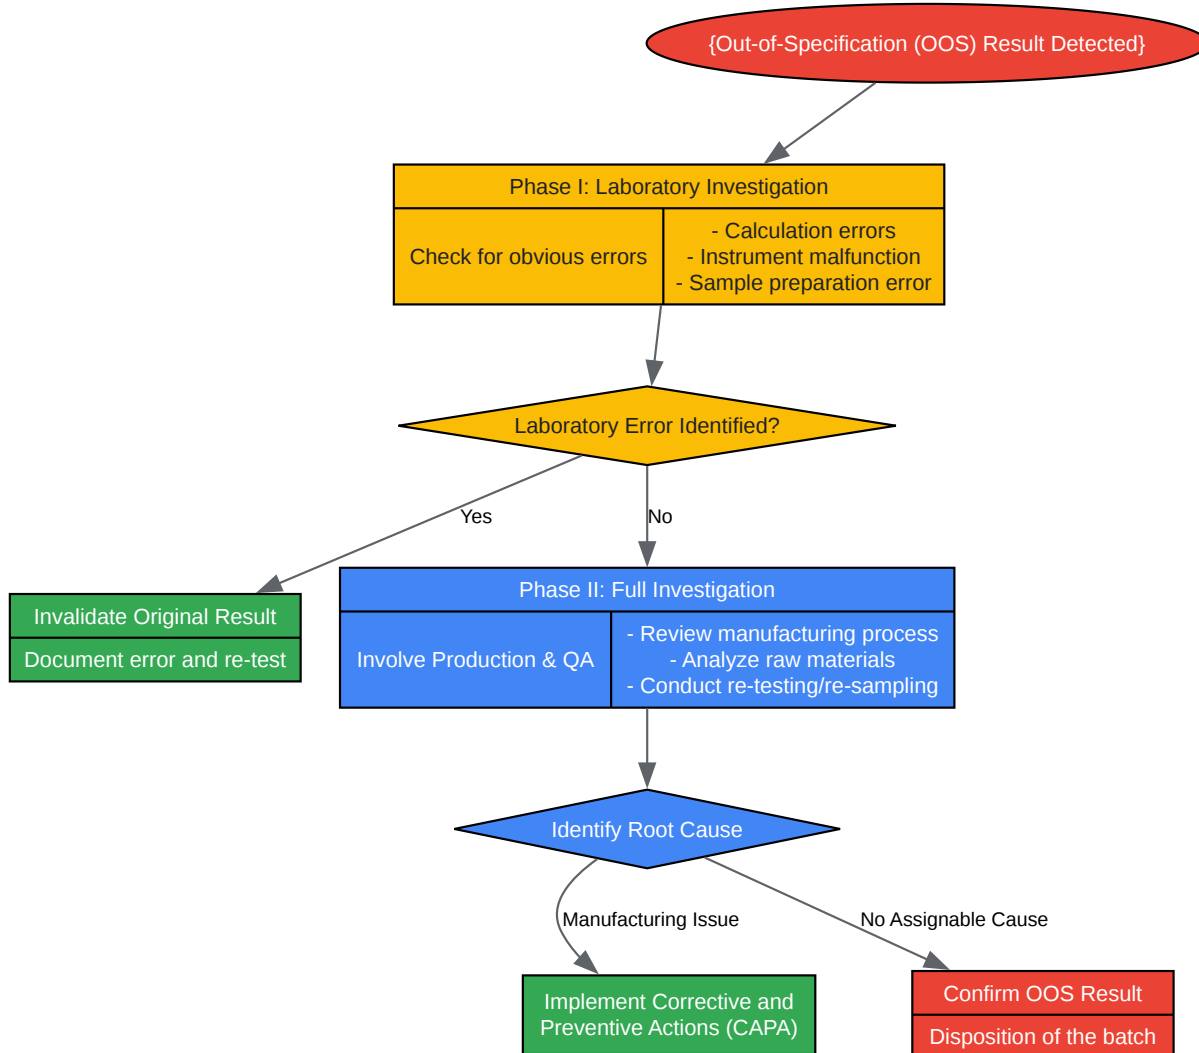 {Out-of-Specification (OOS) Result Detected}
Phase I: Laboratory Investigation
Check for obvious errors
- Calculation errors
- Instrument malfunction
- Sample preparation error
Laboratory Error Identified?
Yes
No
Invalidate Original Result
Document error and re-test
Phase II: Full Investigation
Involve Production & QA
- Review manufacturing process
- Analyze raw materials
- Conduct re-testing/re-sampling
Identify Root Cause
Manufacturing Issue
No Assignable Cause
Implement Corrective and
Preventive Actions (CAPA)
Confirm OOS Result
Disposition of the batch